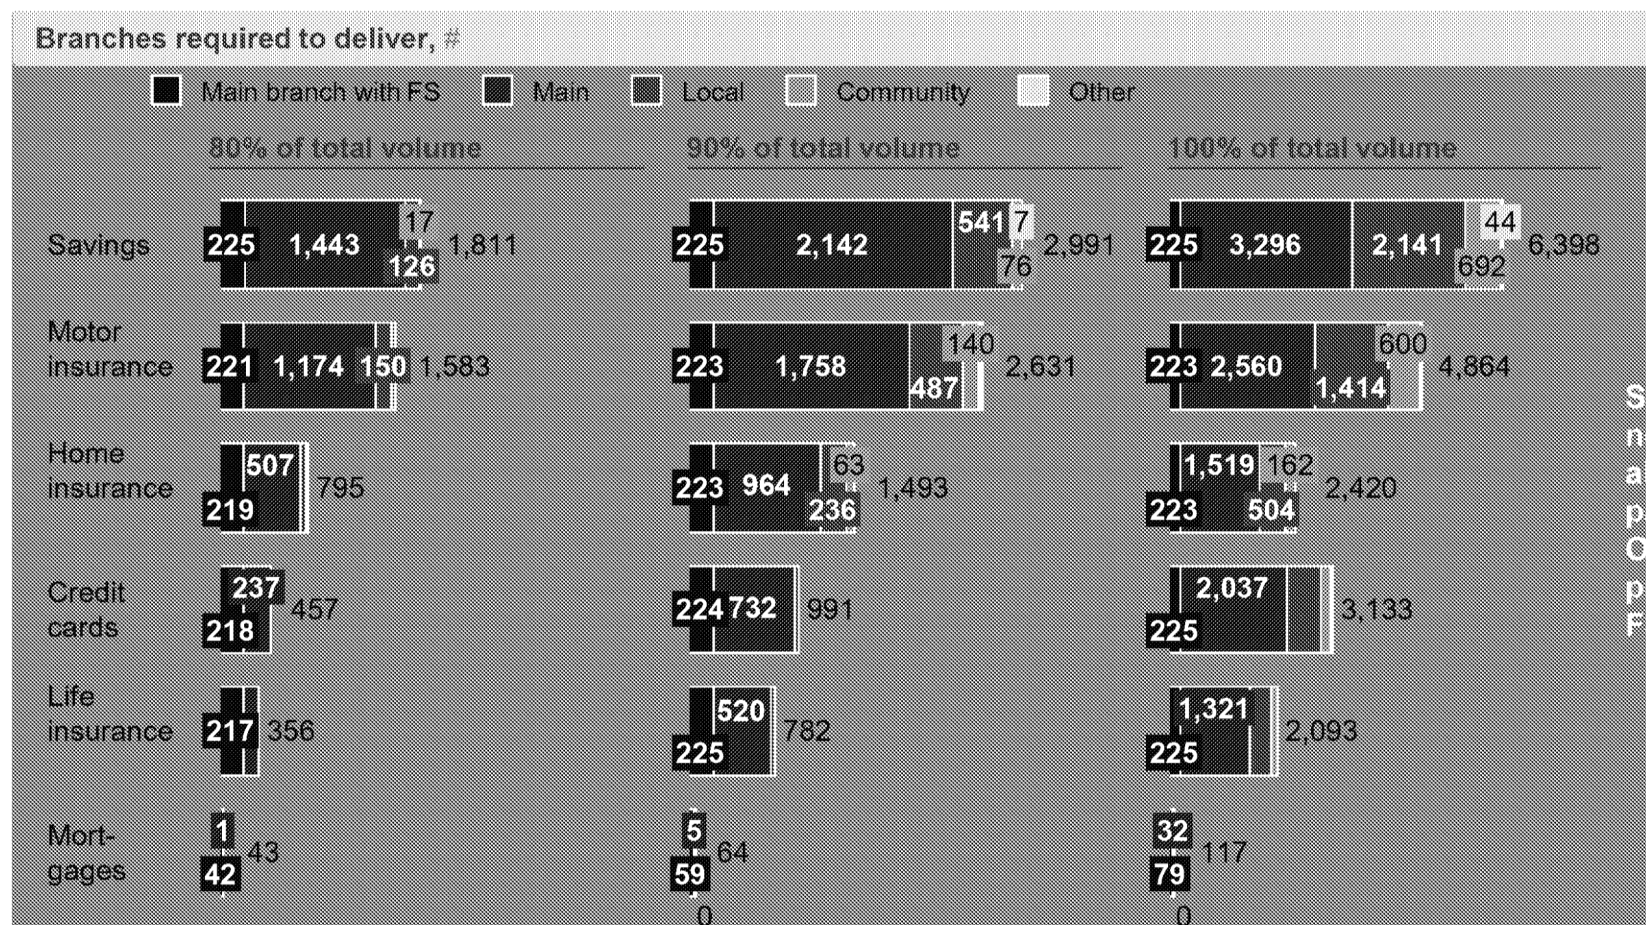 Branches required to deliver, #
Main branch with FS Main Local Community Other
80% of total volume 90% of total volume 100% of total volume
Savings 225 1,443 17 126 1,811 225 2,142 541 7 76 2,991 225 3,296 2,141 44 692 6,398
Motor
insurance 221 1,174 150 1,583 223 1,758 140 487 2,631 223 2,560 600 1,414 4,864
Home
insurance 507 219 795 223 964 63 236 1,493 1,519 162 223 504 2,420
Credit
cards 237 218 457 224 732 991 2,037 225 3,133
Life
insurance 217 356 520 225 782 1,321 225 2,093
Mort-
gages 1 42 43 5 59 64 32 79 117
0 0
S
n
a
p
O
p
F